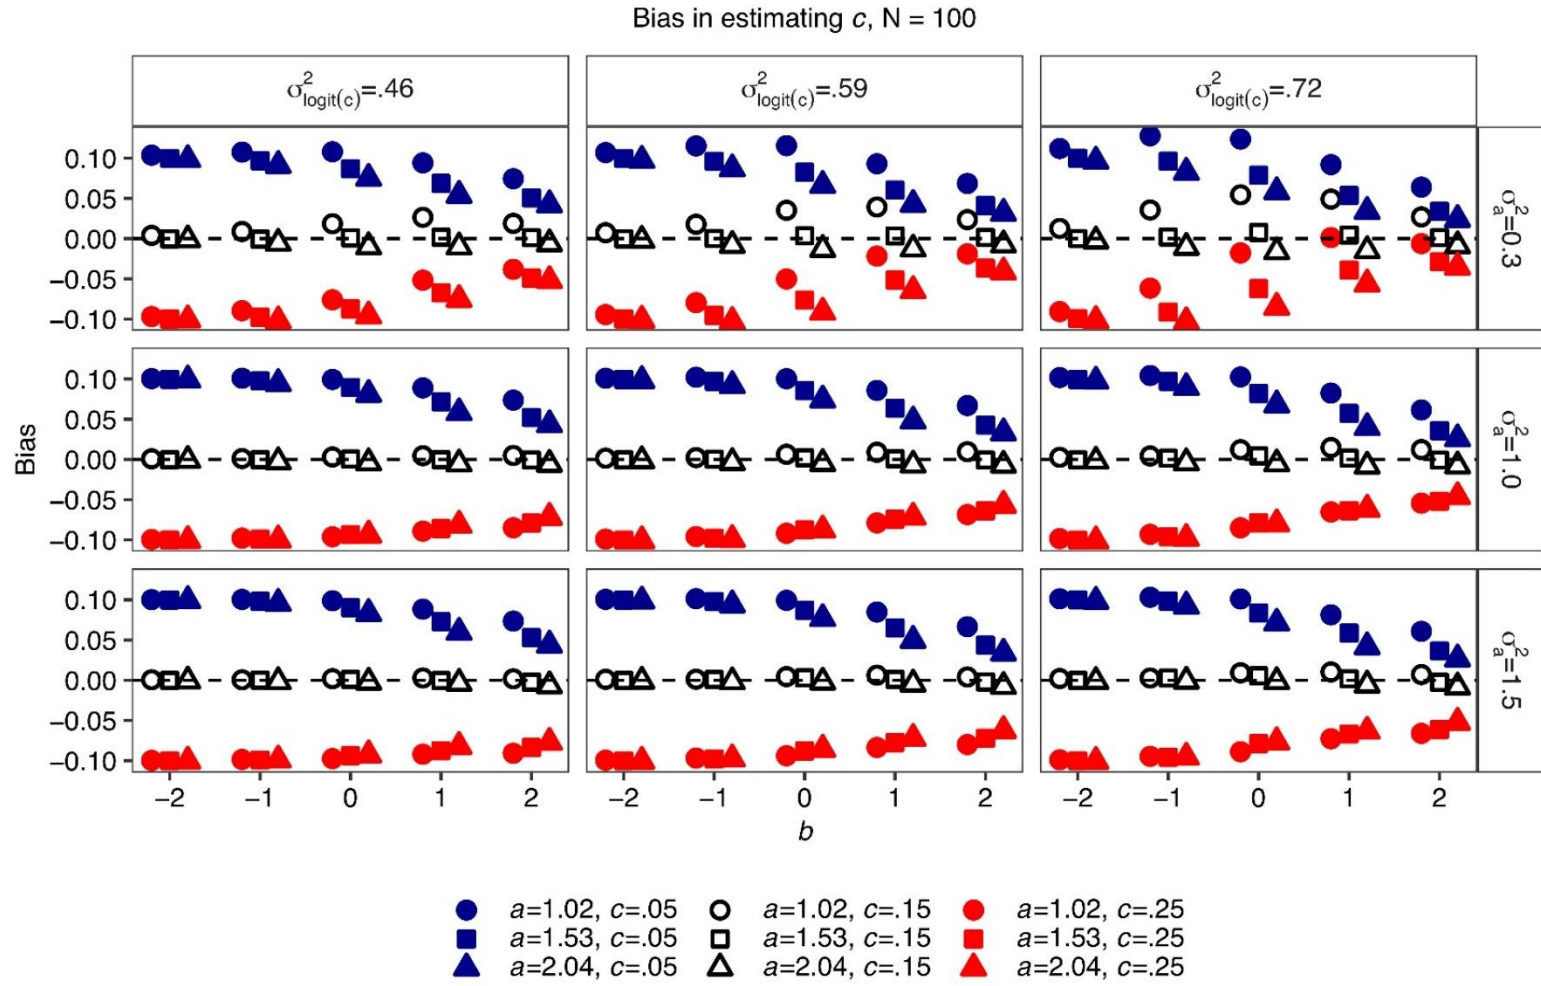 Bias in estimating c, N = 100
σ²logit(c)=.46 σ²logit(c)=.59 σ²logit(c)=.72
0.10
0.05
0.00
−0.05
−0.10
σ²a=0.3
0.10
0.05
0.00
−0.05
−0.10
σ²a=1.0
0.10
0.05
0.00
−0.05
−0.10
σ²a=1.5
Bias
−2 −1 0 1 2 −2 −1 0 1 2 −2 −1 0 1 2
b
a=1.02, c=.05 a=1.02, c=.15 a=1.02, c=.25
a=1.53, c=.05 a=1.53, c=.15 a=1.53, c=.25
a=2.04, c=.05 a=2.04, c=.15 a=2.04, c=.25